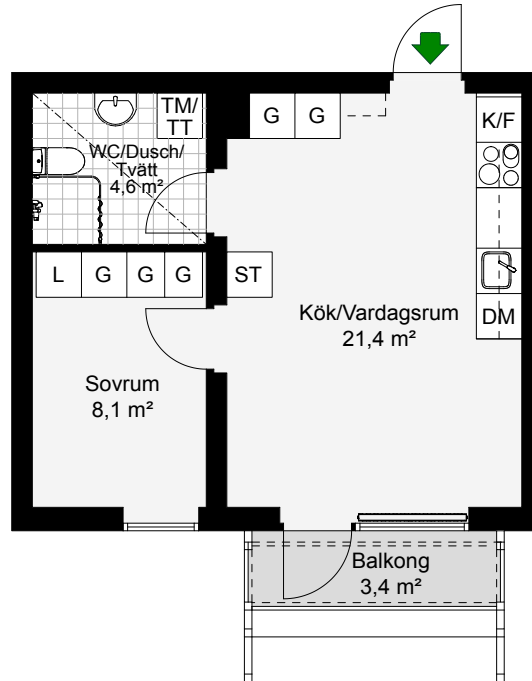 TM/
TT
G G
K/F
WC/Dusch/
Tvätt
4,6 m²
L G G G ST
Kök/Vardagsrum
21,4 m²
DM
Sovrum
8,1 m²
Balkong
3,4 m²